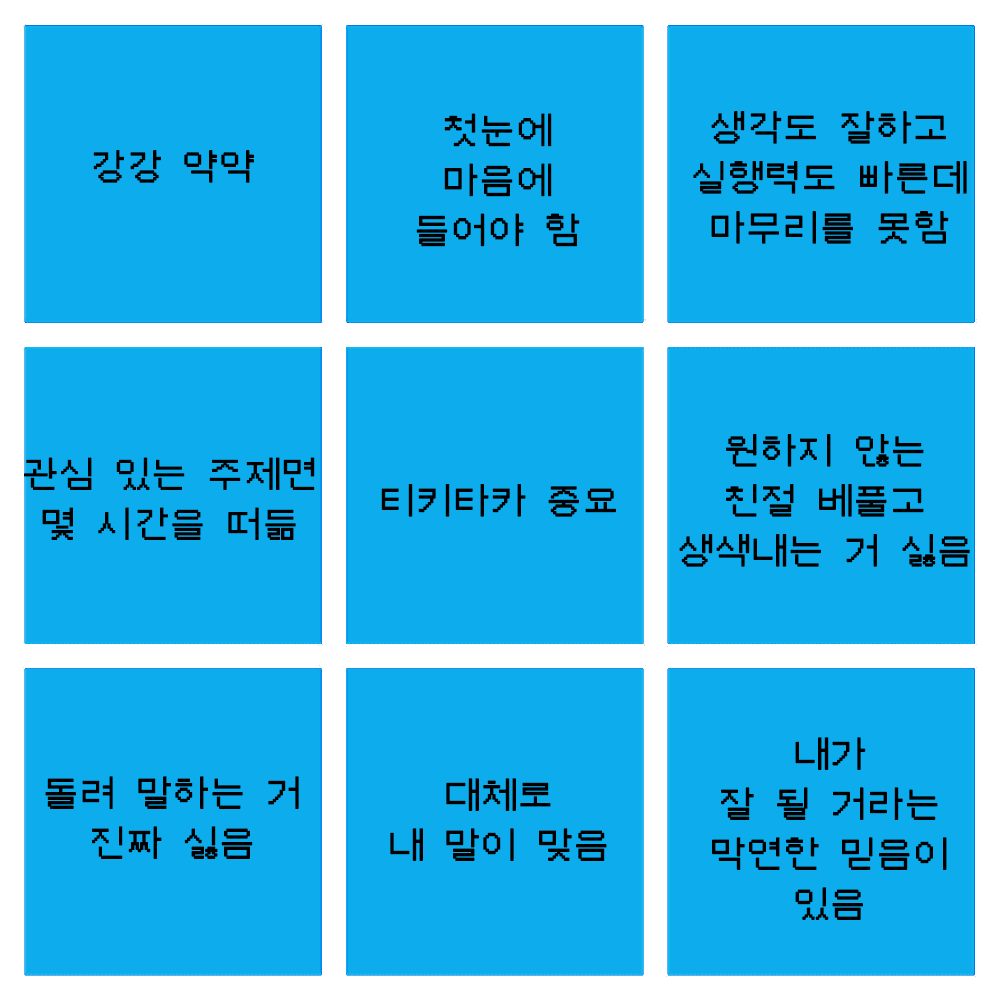 강강 약약
첫눈에
마음에
들어야 함
생각도 잘하고
실행력도 빠른데
마무리를 못함
관심 있는 주제면
몇 시간을 떠듦
티키타카 중요
원하지 않는
친절 베풀고
생색내는 거 싫음
돌려 말하는 거
진짜 싫음
대체로
내 말이 맞음
내가
잘 될 거라는
막연한 믿음이
있음